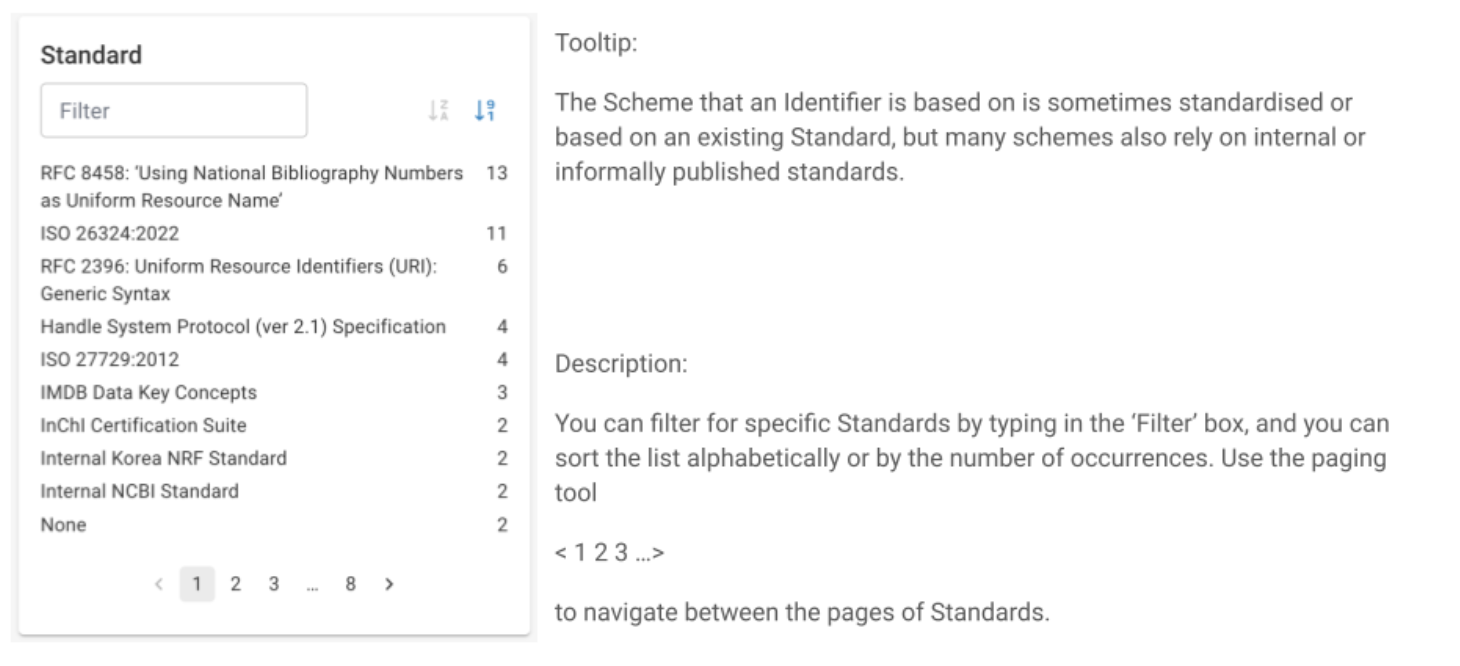 Standard
Filter
RFC 8458: ‘Using National Bibliography Numbers 13
as Uniform Resource Name’
ISO 26324:2022 11
RFC 2396: Uniform Resource Identifiers (URI): 6
Generic Syntax
Handle System Protocol (ver 2.1) Specification 4
ISO 27729:2012 4
IMDB Data Key Concepts 3
InChI Certification Suite 2
Internal Korea NRF Standard 2
Internal NCBI Standard 2
None 2
< 1 2 3 ... 8 >
Tooltip:
The Scheme that an Identifier is based on is sometimes standardised or
based on an existing Standard, but many schemes also rely on internal or
informally published standards.
Description:
You can filter for specific Standards by typing in the ‘Filter’ box, and you can
sort the list alphabetically or by the number of occurrences. Use the paging
tool
< 1 2 3 ...>
to navigate between the pages of Standards.